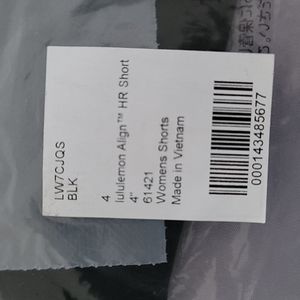 LW7CJQS
BLK
4
lululemon Align™ HR Short
4"
61421
Womens Shorts
Made in Vietnam
000143485677